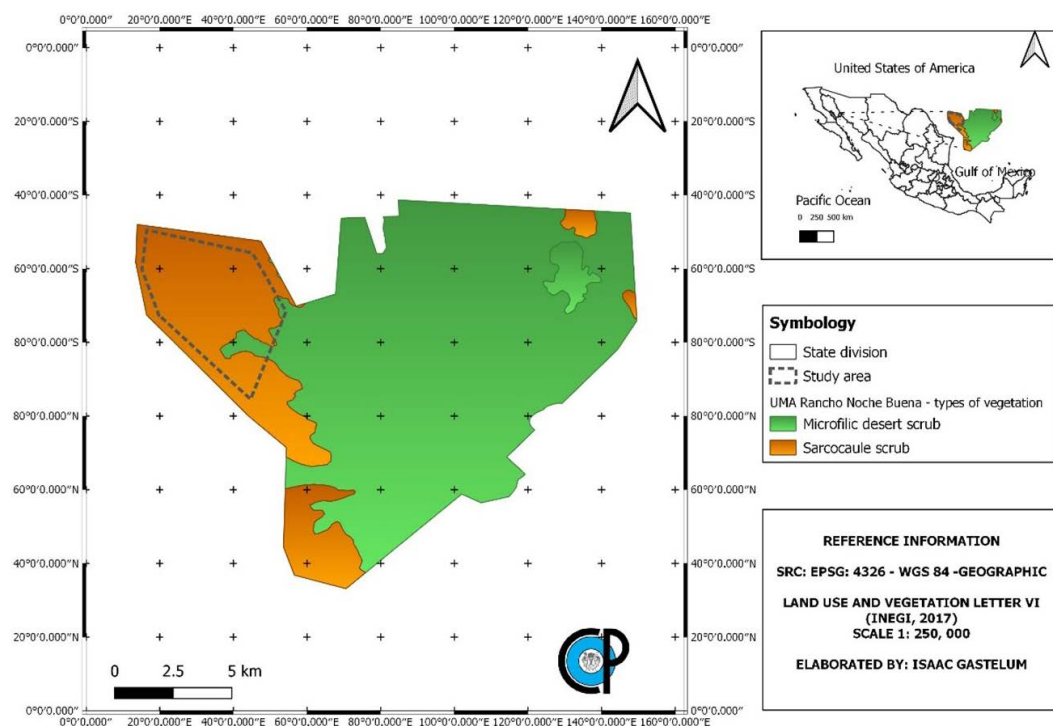 0°0'0.000" 20°0'0.000"E 40°0'0.000"E 60°0'0.000"E 80°0'0.000"E 100°0'0.000"E 120°0'0.000"E 140°0'0.000"E 160°0'0.000"E
0°0'0.000" 0°0'0.000"
20°0'0.000"S 20°0'0.000"S
40°0'0.000"S 40°0'0.000"S
60°0'0.000"S 60°0'0.000"S
80°0'0.000"S 80°0'0.000"S
80°0'0.000"N 80°0'0.000"N
60°0'0.000"N 60°0'0.000"N
40°0'0.000"N 40°0'0.000"N
20°0'0.000"N 20°0'0.000"N
0°0'0.000" 0°0'0.000"
0 2.5 5 km
CP
0°0'0.000" 20°0'0.000"E 40°0'0.000"E 60°0'0.000"E 80°0'0.000"E 100°0'0.000"E 120°0'0.000"E 140°0'0.000"E 160°0'0.000"E
United States of America
Gulf of Mexico
Pacific Ocean
0 250 500 km
Symbology
State division
Study area
UMA Rancho Noche Buena - types of vegetation
Microfilic desert scrub
Sarcocaule scrub
REFERENCE INFORMATION
SRC: EPSG: 4326 - WGS 84 -GEOGRAPHIC
LAND USE AND VEGETATION LETTER VI
(INEGI, 2017)
SCALE 1: 250, 000
ELABORATED BY: ISAAC GASTELUM